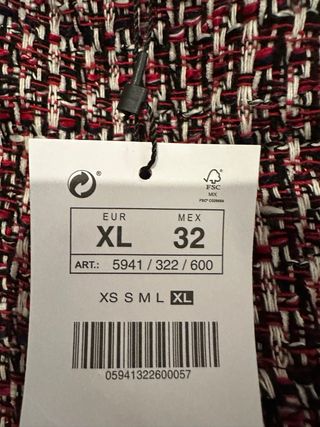 ®
FSC
MIX
EUR MEX
XL 32
ART.: 5941 / 322 / 600
XS S M L XL
05941322600057